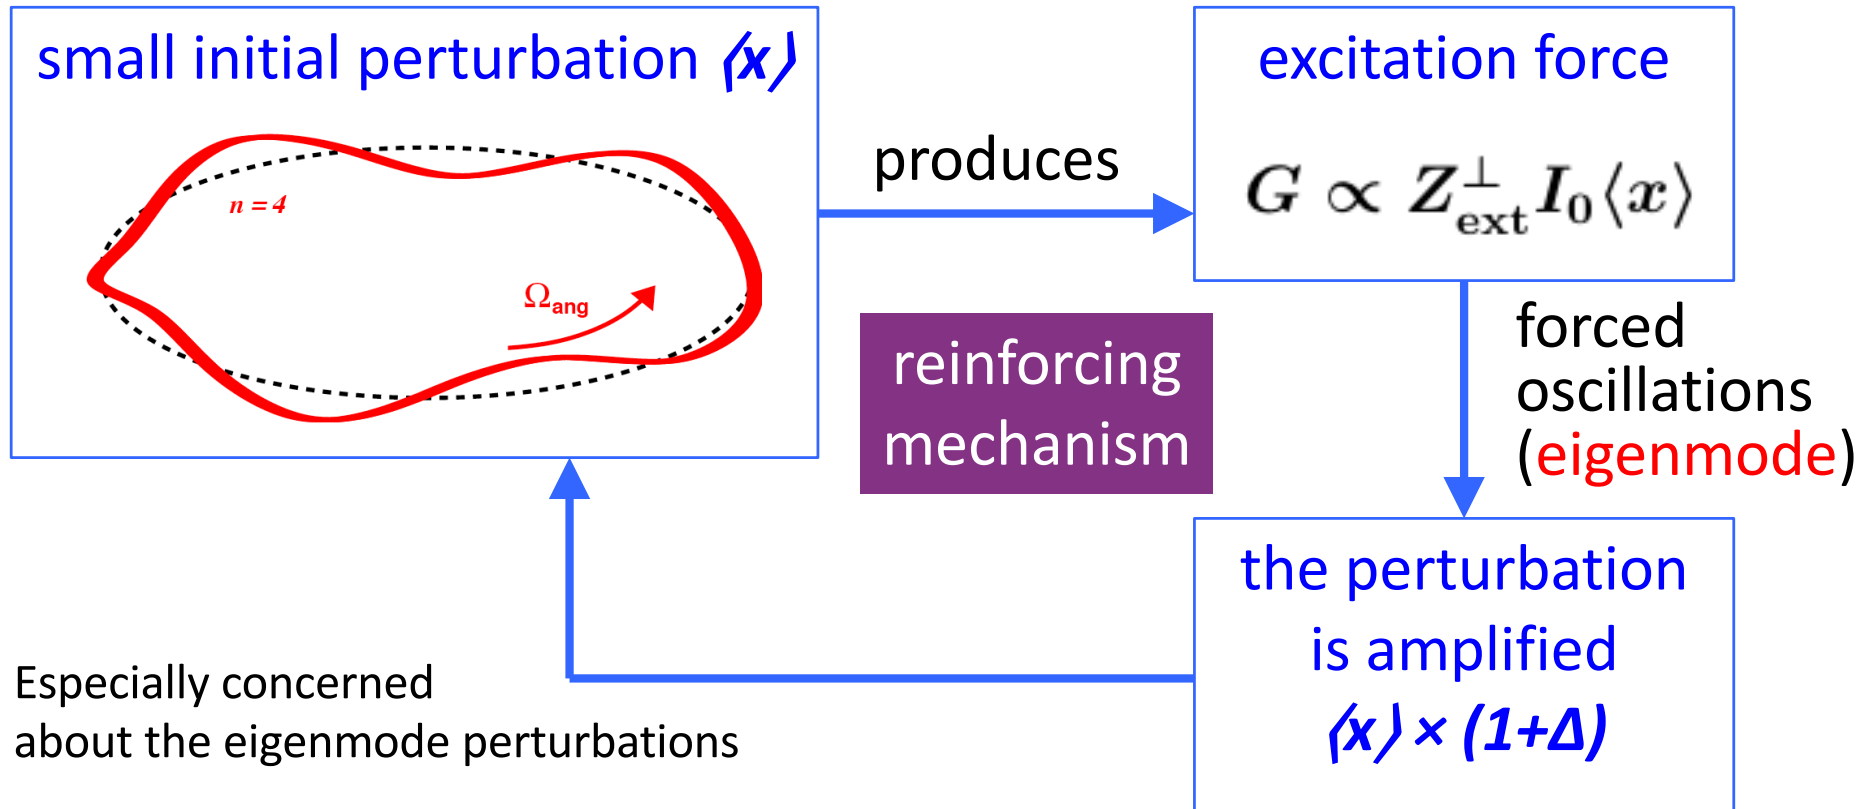 small initial perturbation ⟨x⟩
n = 4
Ω_ang
produces
excitation force
G ∝ Z^⊥_ext I_0 ⟨x⟩
reinforcing
mechanism
forced
oscillations
(eigenmode)
the perturbation
is amplified
⟨x⟩ × (1+Δ)
Especially concerned
about the eigenmode perturbations